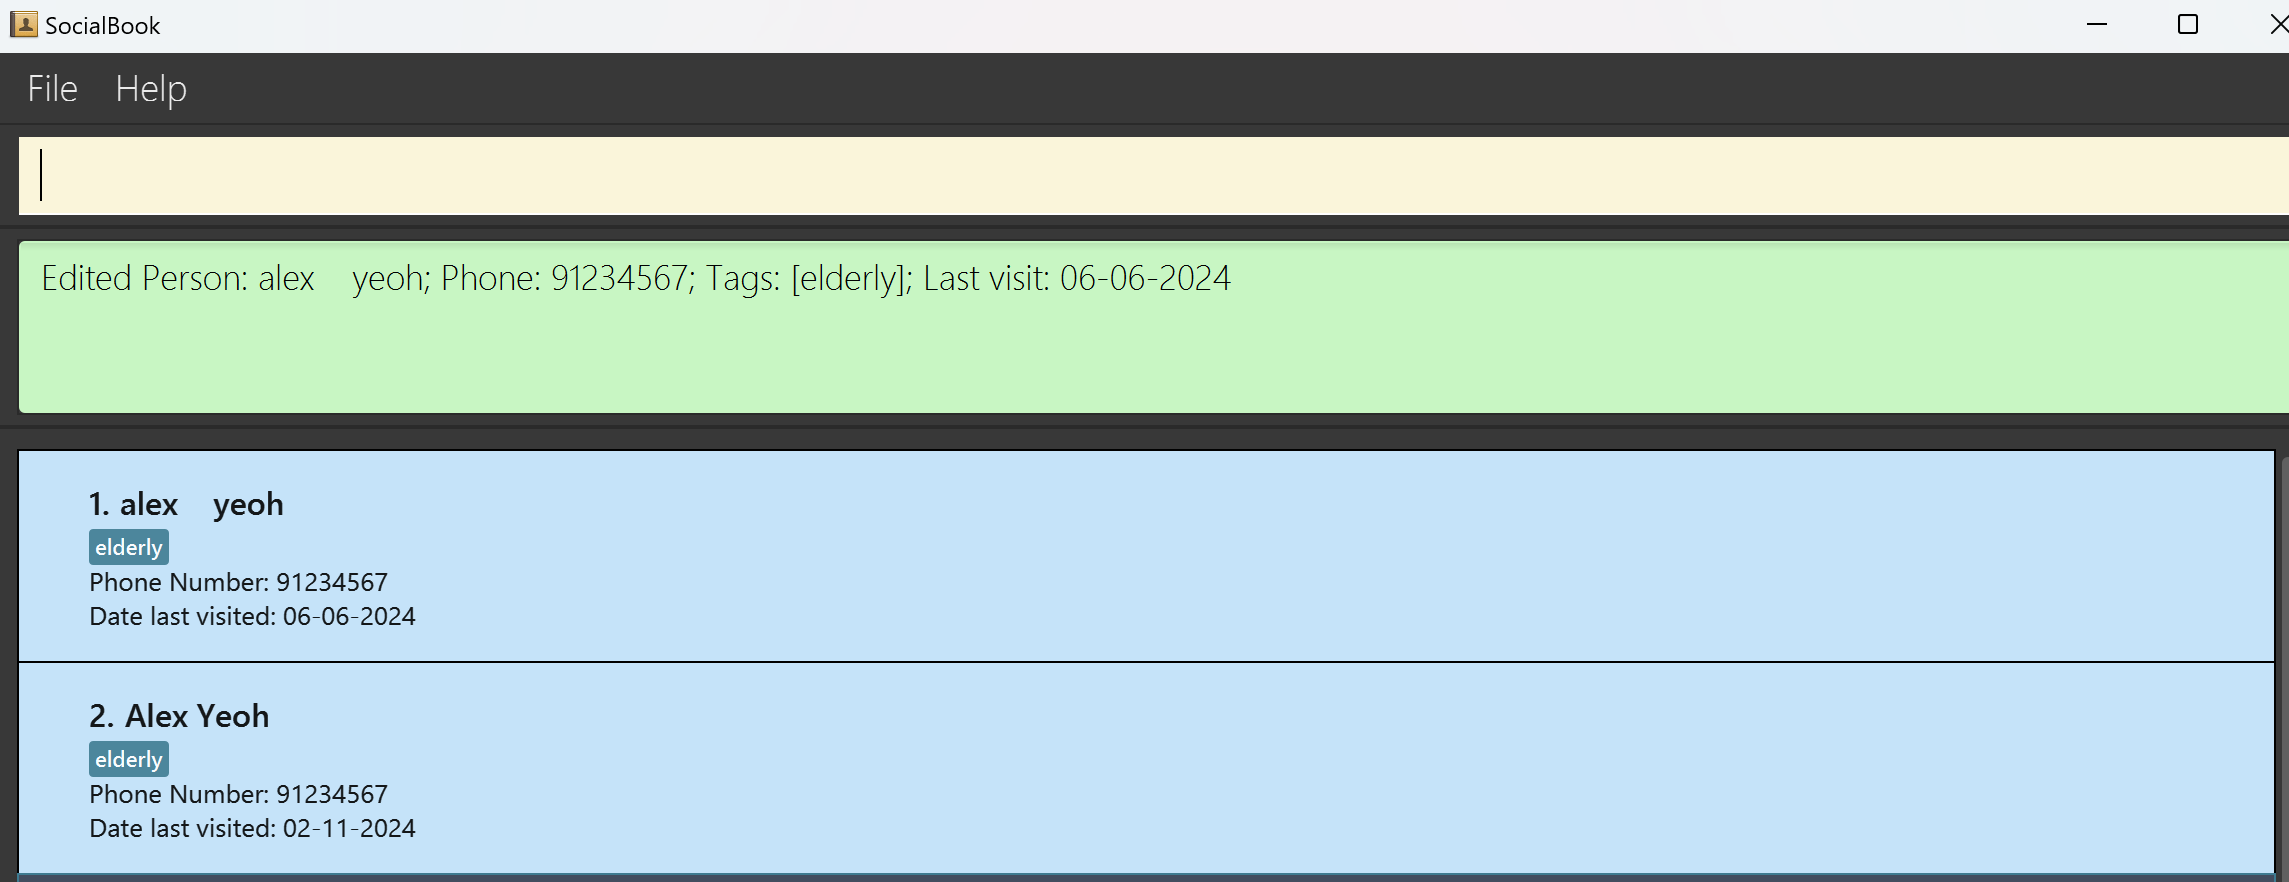 SocialBook
File Help
Edited Person: alex    yeoh; Phone: 91234567; Tags: [elderly]; Last visit: 06-06-2024
1. alex    yeoh
elderly
Phone Number: 91234567
Date last visited: 06-06-2024
2. Alex Yeoh
elderly
Phone Number: 91234567
Date last visited: 02-11-2024